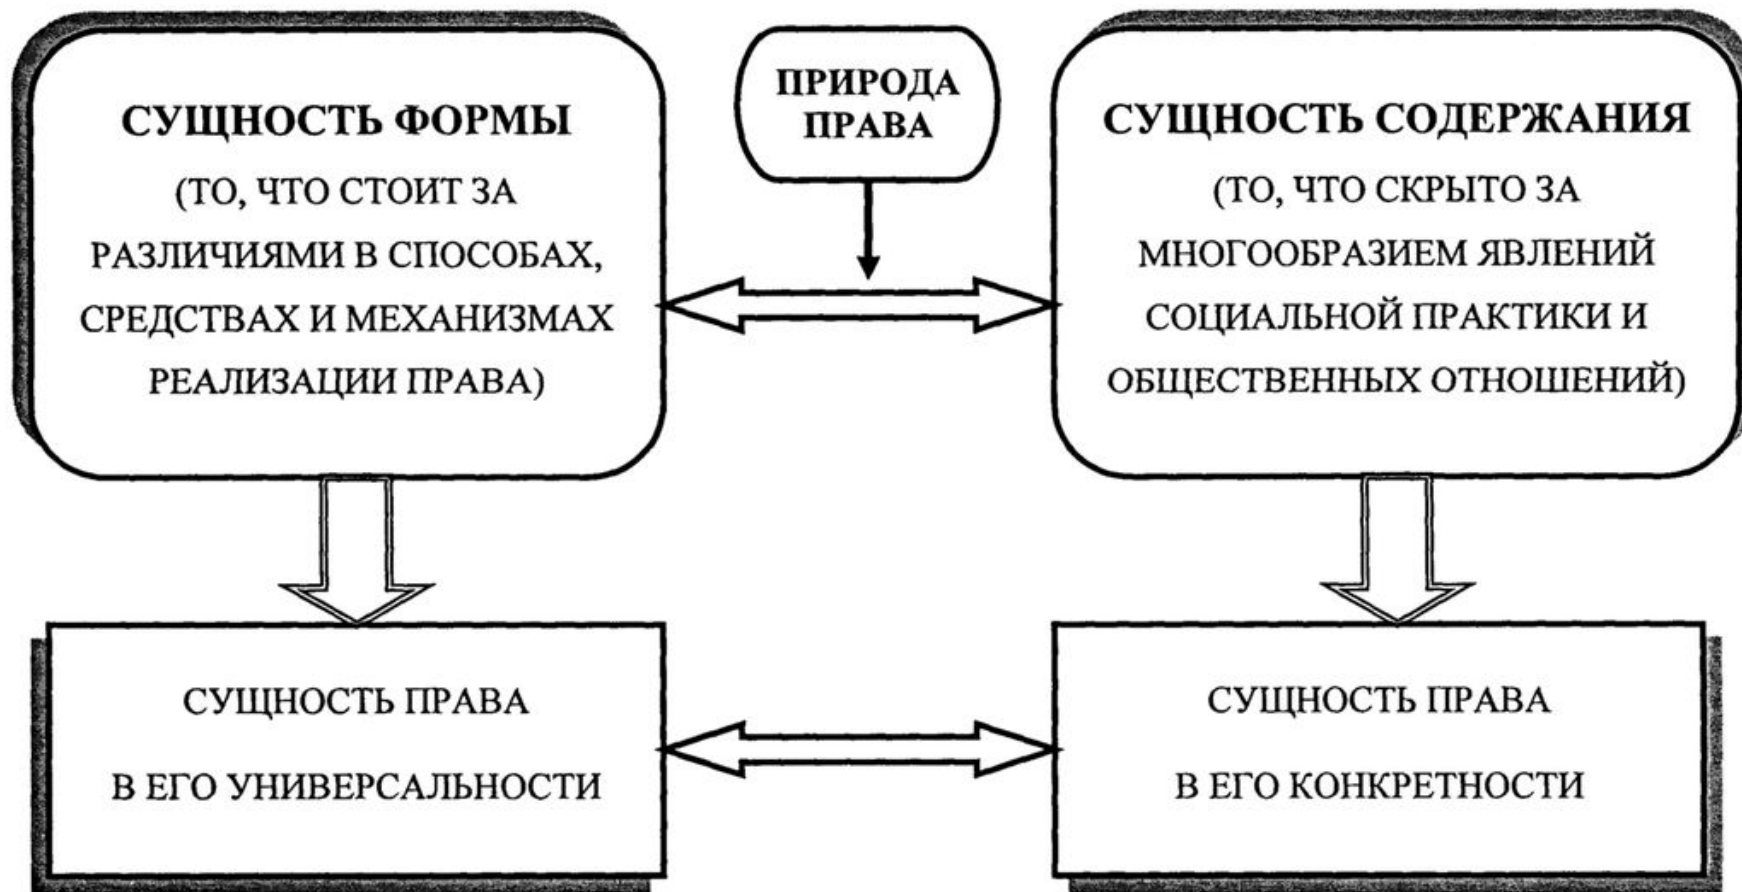 СУЩНОСТЬ ФОРМЫ
(ТО, ЧТО СТОИТ ЗА
РАЗЛИЧИЯМИ В СПОСОБАХ,
СРЕДСТВАХ И МЕХАНИЗМАХ
РЕАЛИЗАЦИИ ПРАВА)
ПРИРОДА
ПРАВА
СУЩНОСТЬ СОДЕРЖАНИЯ
(ТО, ЧТО СКРЫТО ЗА
МНОГООБРАЗИЕМ ЯВЛЕНИЙ
СОЦИАЛЬНОЙ ПРАКТИКИ И
ОБЩЕСТВЕННЫХ ОТНОШЕНИЙ)
СУЩНОСТЬ ПРАВА
В ЕГО УНИВЕРСАЛЬНОСТИ
СУЩНОСТЬ ПРАВА
В ЕГО КОНКРЕТНОСТИ